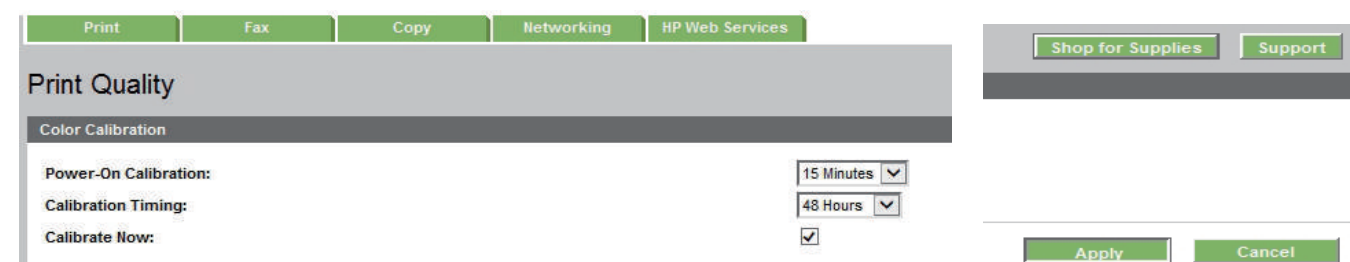 Print Fax Copy Networking HP Web Services
Shop for Supplies Support
Print Quality
Color Calibration
Power-On Calibration: 15 Minutes
Calibration Timing: 48 Hours
Calibrate Now:
Apply Cancel